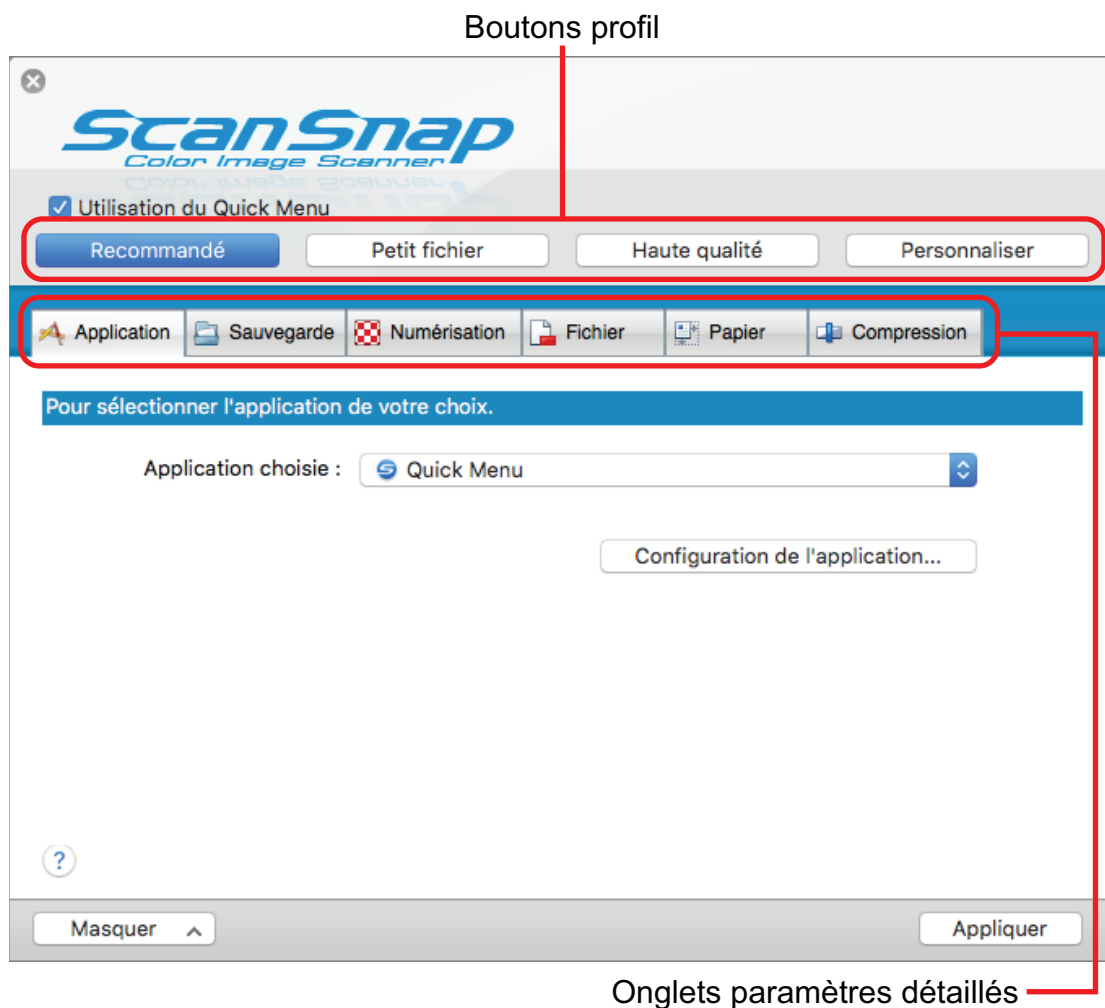 Boutons profil
ScanSnap
Color Image Scanner
Utilisation du Quick Menu
Recommandé Petit fichier Haute qualité Personnaliser
Application Sauvegarde Numérisation Fichier Papier Compression
Pour sélectionner l'application de votre choix.
Application choisie : Quick Menu
Configuration de l'application...
?
Masquer Appliquer
Onglets paramètres détaillés